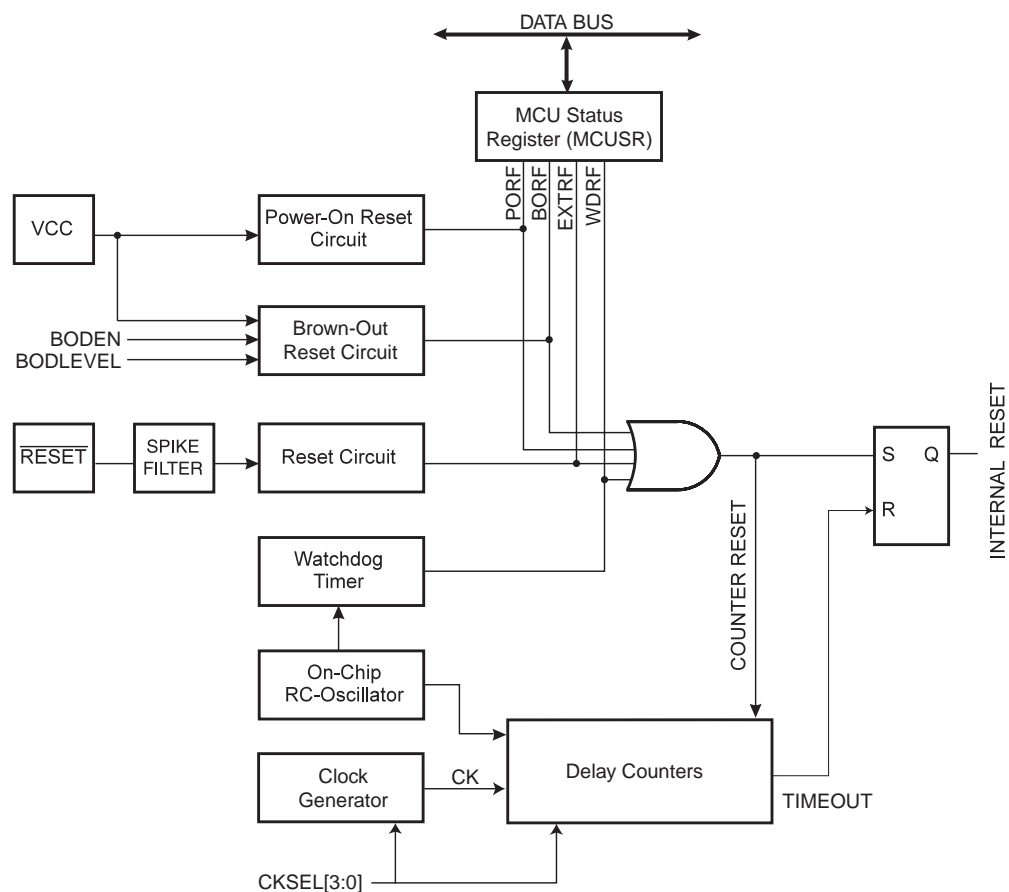 DATA BUS
MCU Status
Register (MCUSR)
PORF
BORF
EXTRF
WDRF
VCC
Power-On Reset
Circuit
BODEN
BODLEVEL
Brown-Out
Reset Circuit
RESET
SPIKE
FILTER
Reset Circuit
S
Q
R
INTERNAL RESET
COUNTER RESET
Watchdog
Timer
On-Chip
RC-Oscillator
Clock
Generator
CK
Delay Counters
TIMEOUT
CKSEL[3:0]